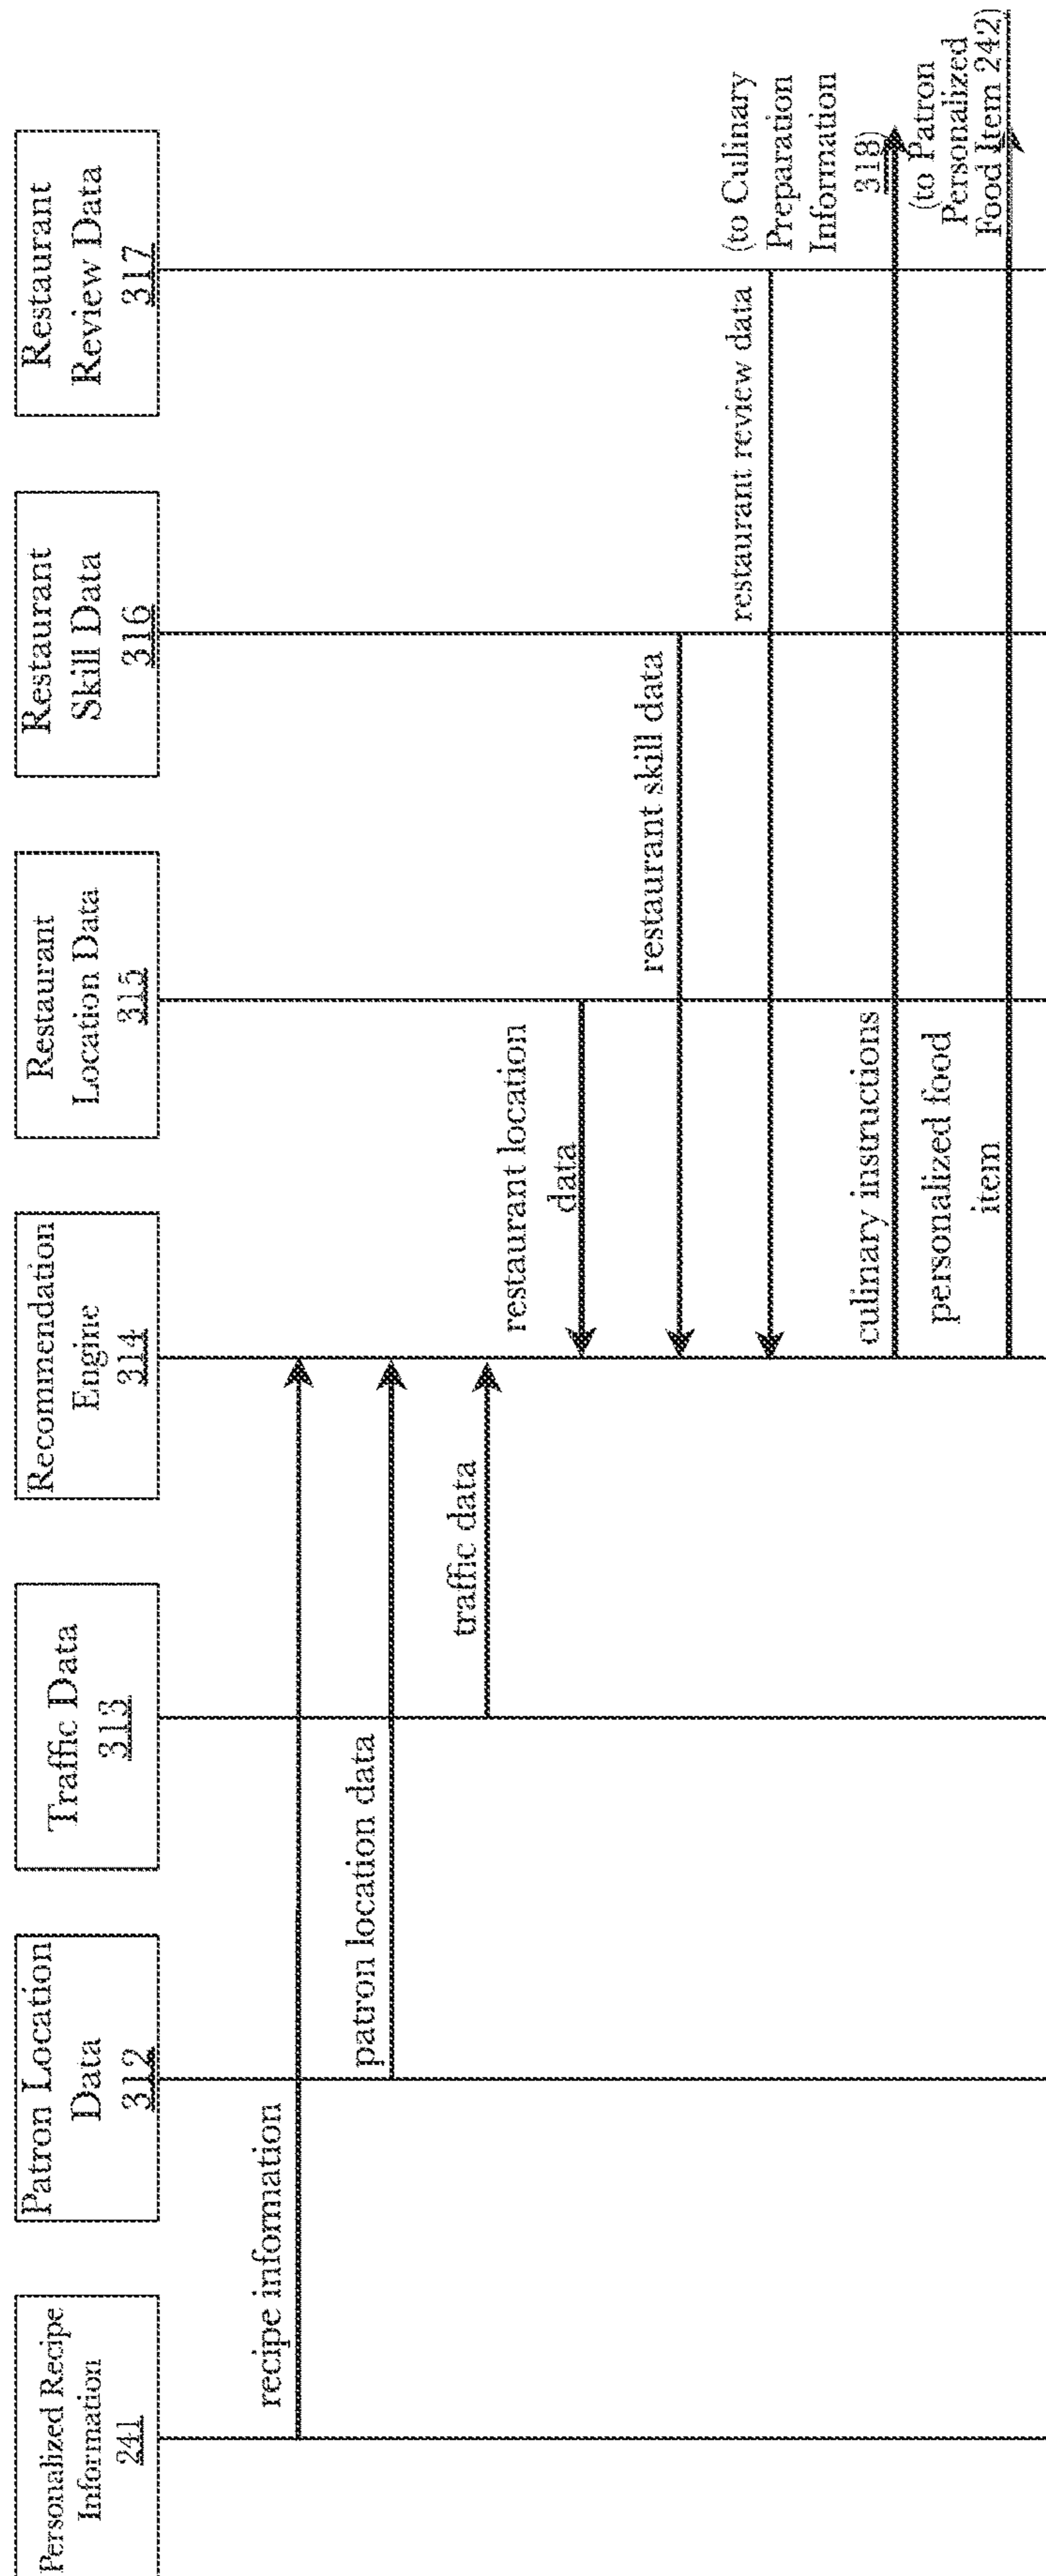 Personalized Recipe
Information
241
Patron Location
Data
312
Traffic Data
313
Recommendation
Engine
314
Restaurant
Location Data
315
Restaurant
Skill Data
316
Restaurant
Review Data
317
recipe information
patron location data
traffic data
restaurant location
data
restaurant skill data
restaurant review data
(to Culinary
Preparation
Information
318)
culinary instructions
(to Patron
Personalized
Food Item 242)
personalized food
item